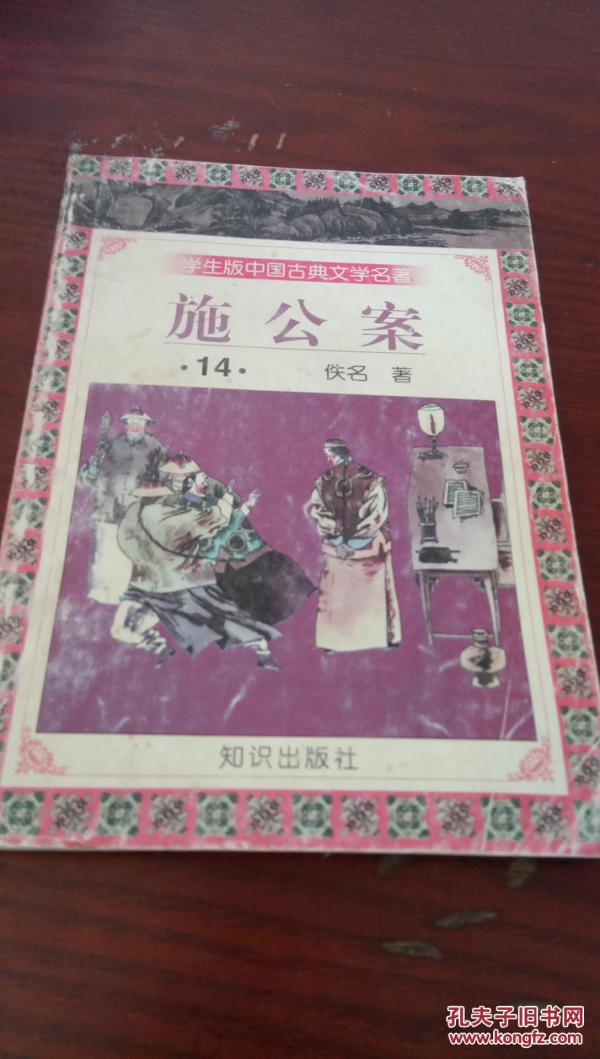 学生版中国古典文学名著
施公案
·14· 佚名 著
知识出版社
孔夫子旧书网
www.kongfz.com